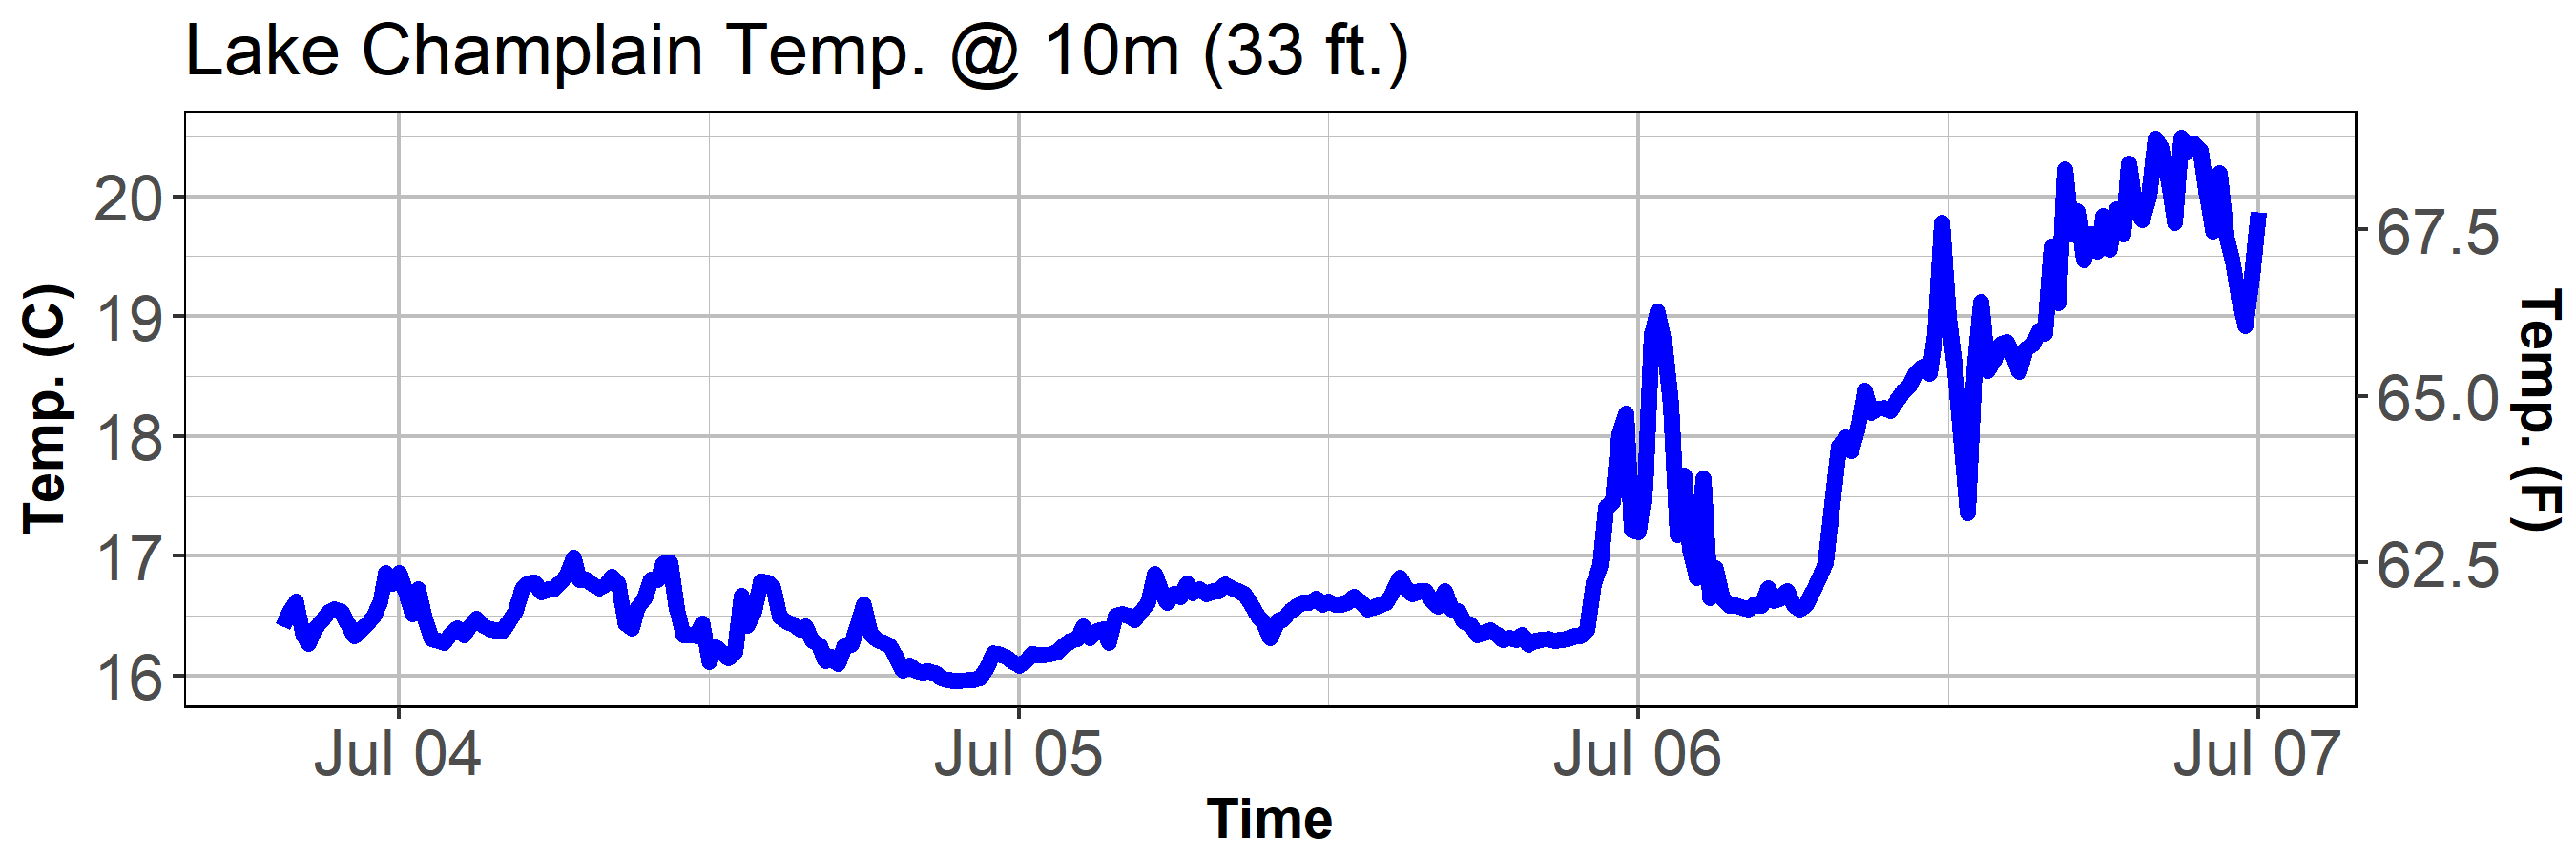 Lake Champlain Temp. @ 10m (33 ft.)
Temp. (C)
20
19
18
17
16
67.5
65.0
62.5
Temp. (F)
Jul 04 Jul 05 Jul 06 Jul 07
Time